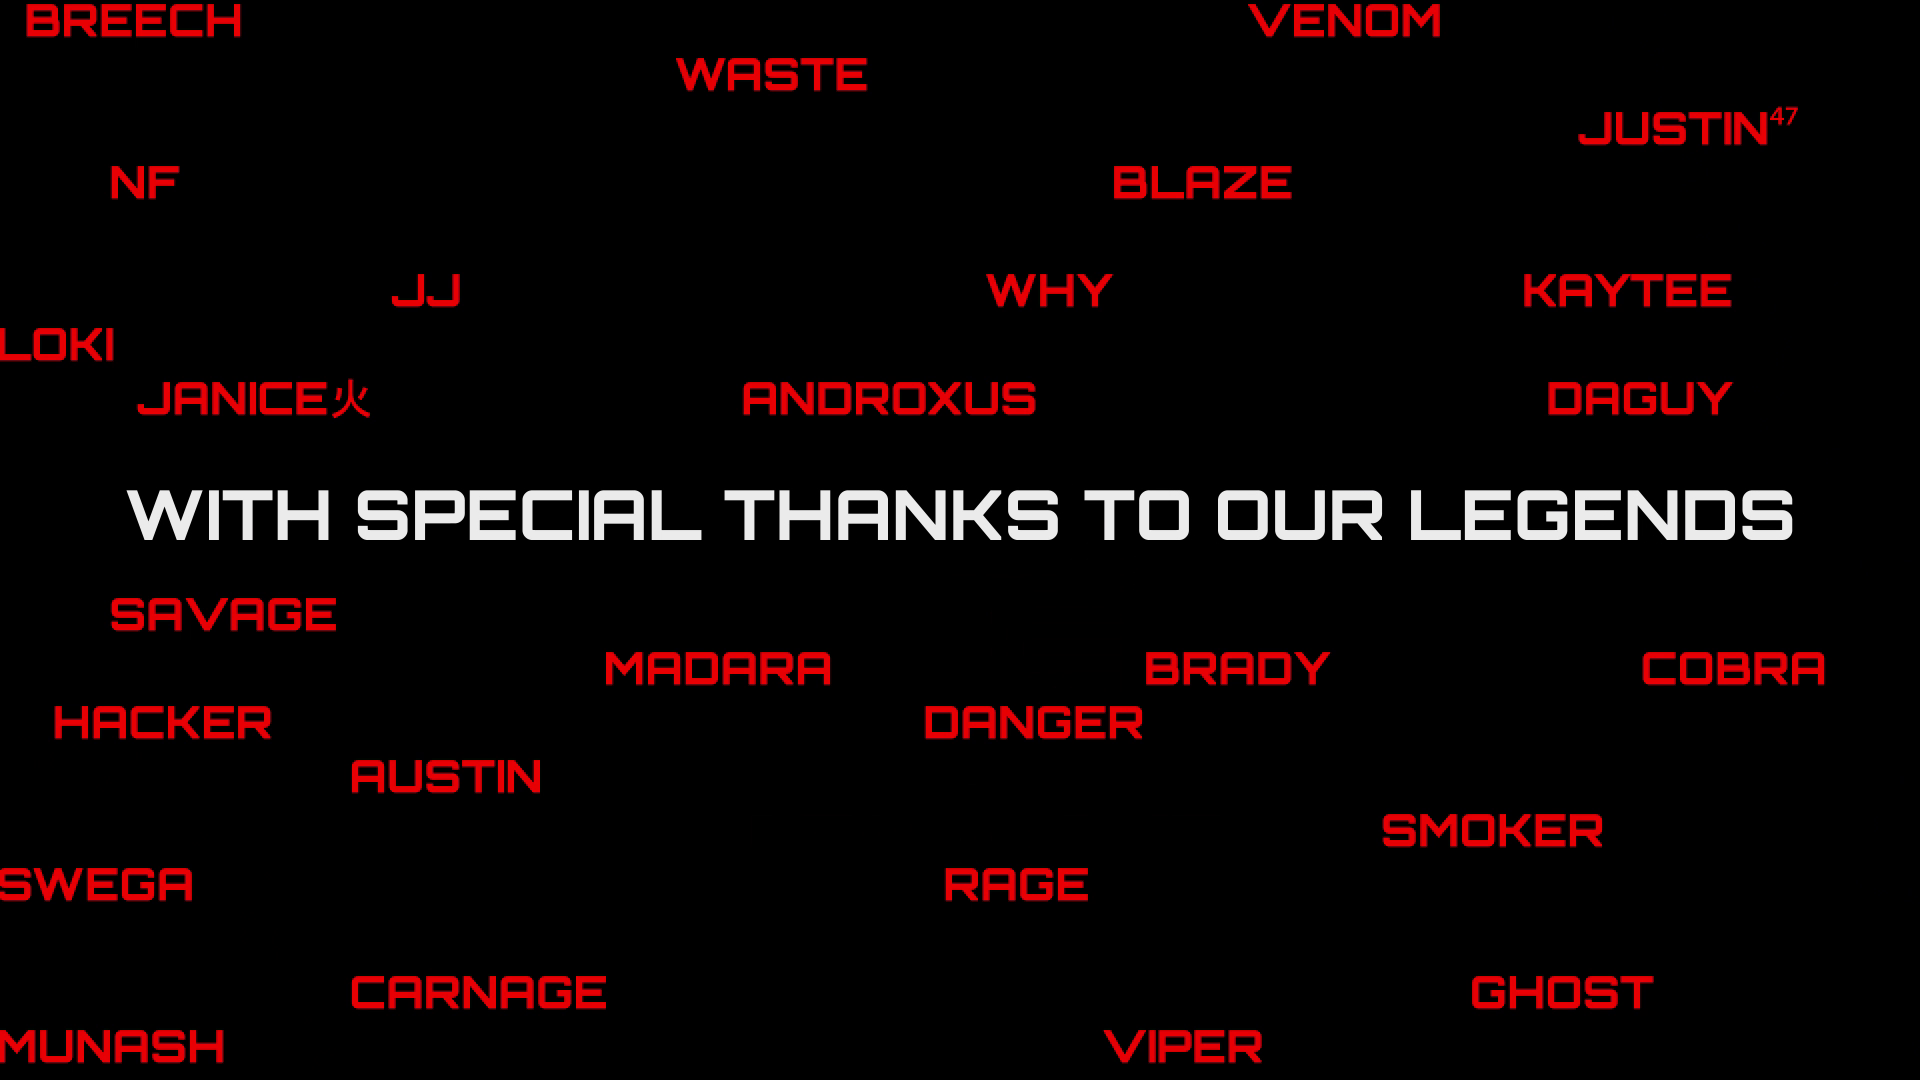 BREECH VENOM
WASTE
JUSTIN⁴⁷
NF BLAZE
JJ WHY KAYTEE
LOKI
JANICE火 ANDROXUS DAGUY
WITH SPECIAL THANKS TO OUR LEGENDS
SAVAGE
MADARA BRADY COBRA
HACKER DANGER
AUSTIN
SMOKER
SWEGA RAGE
CARNAGE GHOST
MUNASH VIPER